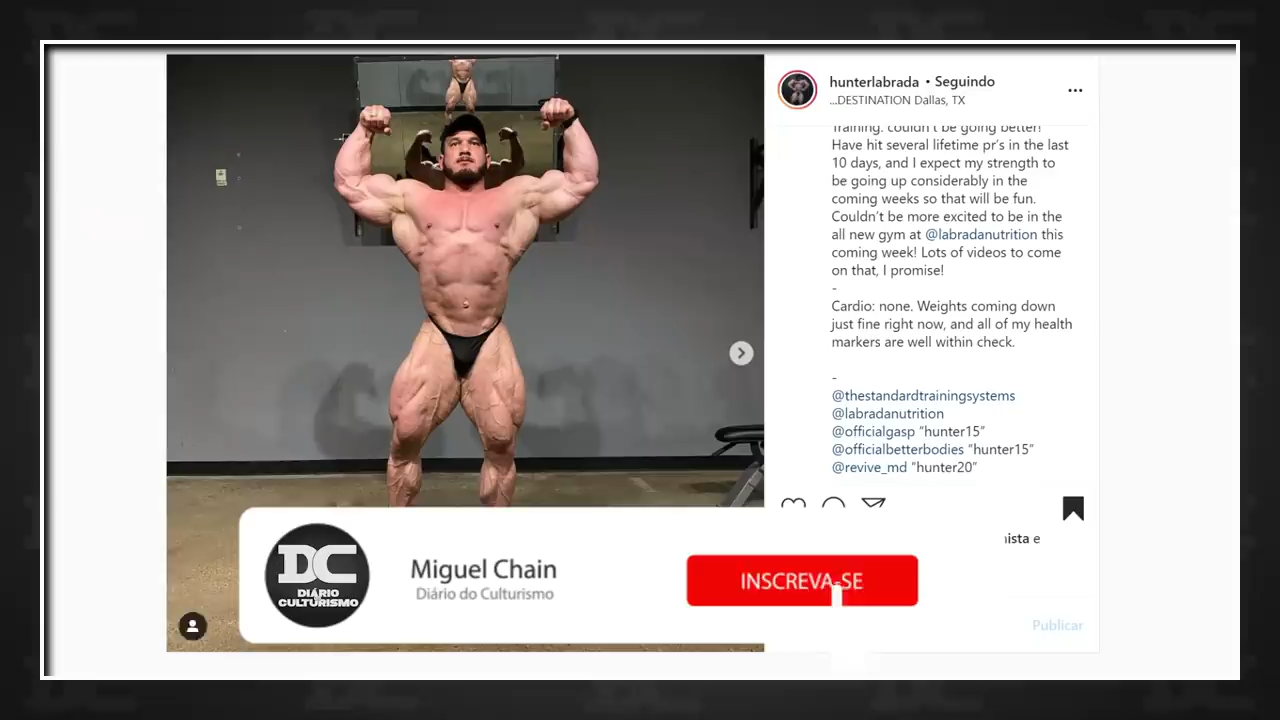 hunterlabrada • Seguindo
...DESTINATION Dallas, TX
Training: couldn't be going better!
Have hit several lifetime pr's in the last
10 days, and I expect my strength to
be going up considerably in the
coming weeks so that will be fun.
Couldn't be more excited to be in the
all new gym at @labradanutrition this
coming week! Lots of videos to come
on that, I promise!
-
Cardio: none. Weights coming down
just fine right now, and all of my health
markers are well within check.
-
@thestandardtrainingsystems
@labradanutrition
@officialgasp "hunter15"
@officialbetterbodies "hunter15"
@revive_md "hunter20"
e
Publicar
DC
DIÁRIO
CULTURISMO
Miguel Chain
Diário do Culturismo
INSCREVA-SE